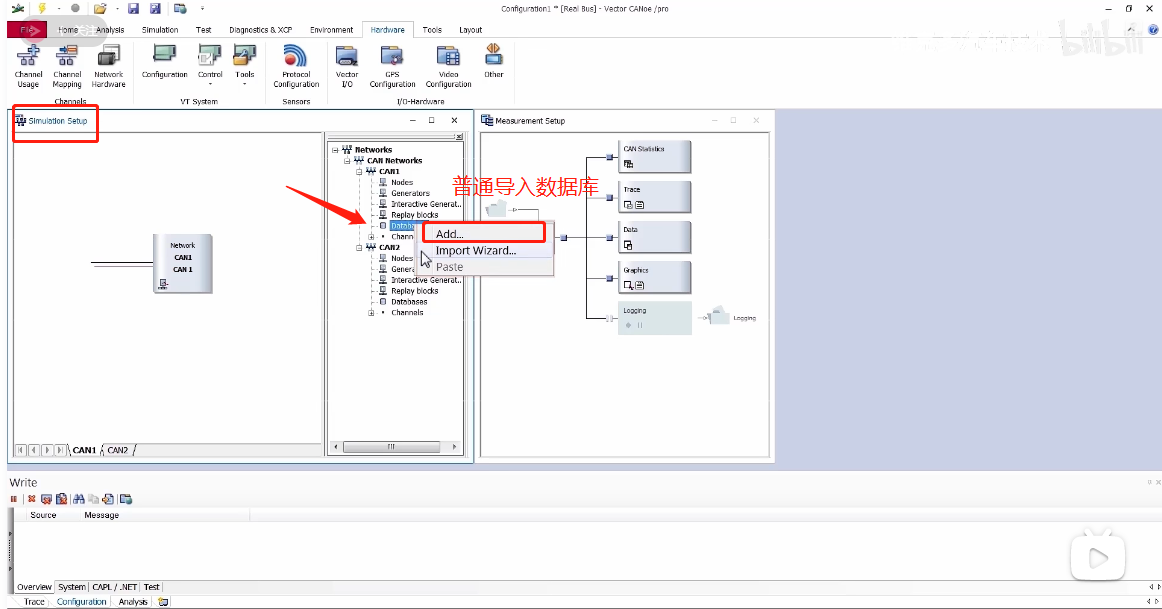 Configuration1 * [Real Bus] - Vector CANoe /pro
File
Home
Analysis
Simulation
Test
Diagnostics & XCP
Environment
Hardware
Tools
Layout
关注
bilibili
Channel Usage
Channel Mapping
Network Hardware
Configuration
Control
Tools
Protocol Configuration
Vector I/O
GPS Configuration
Video Configuration
Other
Channels
VT System
Sensors
I/O-Hardware
Simulation Setup
Network
CAN1
CAN 1
CAN1
CAN2
Networks
CAN Networks
CAN1
Nodes
Generators
Interactive Generat..
Replay blocks
Databa
Chann
CAN2
Nodes
Genera
Interactive Generat..
Replay blocks
Databases
Channels
Add...
Import Wizard...
Paste
普通导入数据库
Measurement Setup
CAN Statistics
Trace
Data
Graphics
Logging
Logging
Write
Source
Message
Overview
System
CAPL / .NET
Test
Trace
Configuration
Analysis